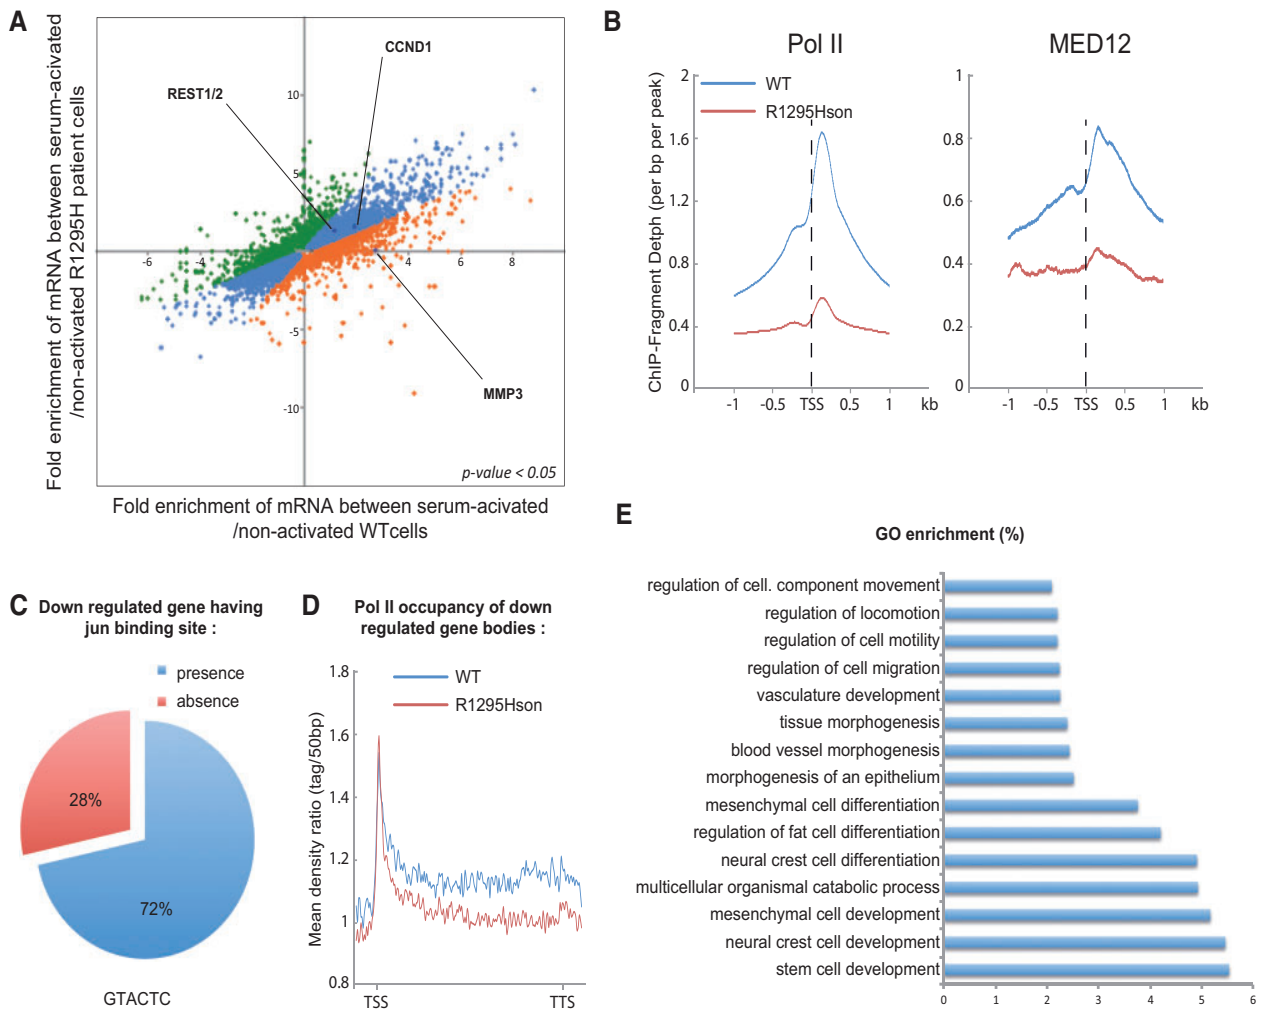 A
Fold enrichment of mRNA between serum-acivated
/non-activated R1295H patient cells
CCND1
REST1/2
MMP3
10
5
-5
-10
-6
-4
4
6
8
p-value < 0.05
Fold enrichment of mRNA between serum-acivated
/non-activated WTcells
B
Pol II
MED12
ChIP-Fragment Detph (per bp per peak)
WT
R1295Hson
2
1.6
1.2
0.8
0.4
0
-1 -0.5 TSS 0.5 1 kb
1
0.8
0.6
0.4
0.2
0
-1 -0.5 TSS 0.5 1 kb
C
Down regulated gene having
jun binding site :
presence
absence
28%
72%
GTACTC
D
Pol II occupancy of down
regulated gene bodies :
WT
R1295Hson
Mean density ratio (tag/50bp)
1.8
1.6
1.4
1.2
1
0.8
TSS TTS
E
GO enrichment (%)
regulation of cell. component movement
regulation of locomotion
regulation of cell motility
regulation of cell migration
vasculature development
tissue morphogenesis
blood vessel morphogenesis
morphogenesis of an epithelium
mesenchymal cell differentiation
regulation of fat cell differentiation
neural crest cell differentiation
multicellular organismal catabolic process
mesenchymal cell development
neural crest cell development
stem cell development
0 1 2 3 4 5 6